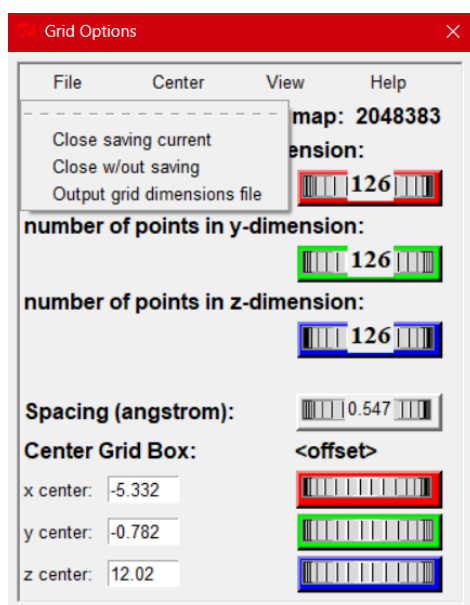 Grid Options
File Center View Help
map: 2048383
Close saving current
Close w/out saving
Output grid dimensions file
126
number of points in y-dimension:
126
number of points in z-dimension:
126
Spacing (angstrom): 0.547
Center Grid Box: <offset>
x center: -5.332
y center: -0.782
z center: 12.02